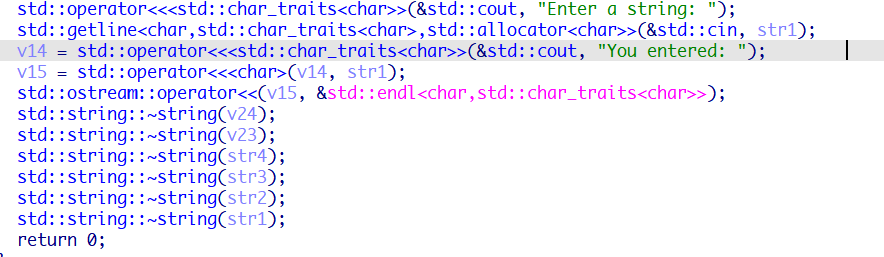 std::operator<<<std::char_traits<char>>(&std::cout, "Enter a string: ");
std::getline<char,std::char_traits<char>,std::allocator<char>>(&std::cin, str1);
v14 = std::operator<<<std::char_traits<char>>(&std::cout, "You entered: ");
v15 = std::operator<<<char>(v14, str1);
std::ostream::operator<<(v15, &std::endl<char,std::char_traits<char>>);
std::string::~string(v24);
std::string::~string(v23);
std::string::~string(str4);
std::string::~string(str3);
std::string::~string(str2);
std::string::~string(str1);
return 0;